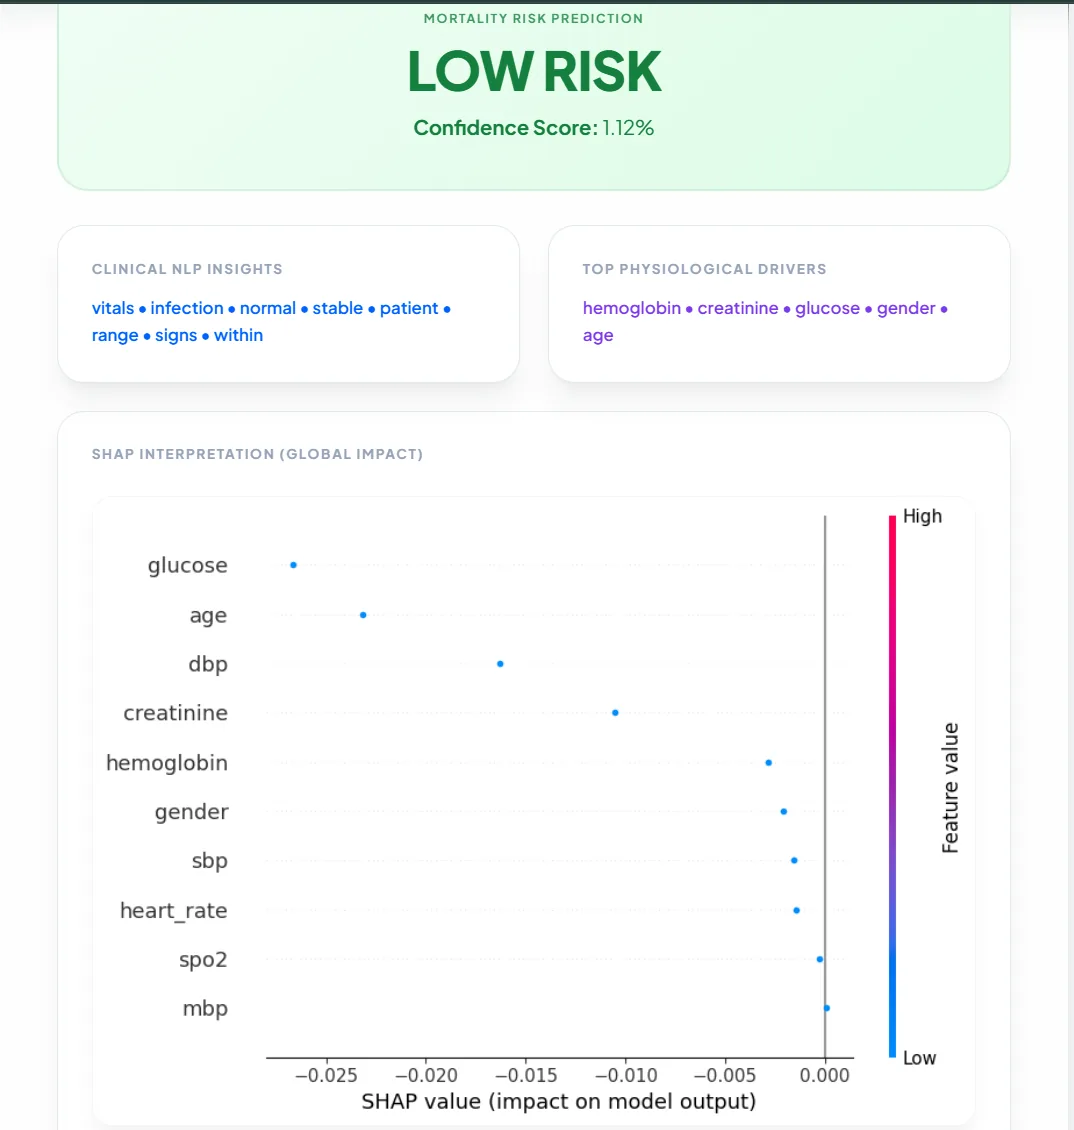 MORTALITY RISK PREDICTION
LOW RISK
Confidence Score: 1.12%
CLINICAL NLP INSIGHTS
vitals • infection • normal • stable • patient •
range • signs • within
TOP PHYSIOLOGICAL DRIVERS
hemoglobin • creatinine • glucose • gender •
age
SHAP INTERPRETATION (GLOBAL IMPACT)
High
glucose
age
dbp
creatinine
hemoglobin
gender
sbp
heart_rate
spo2
mbp
Feature value
Low
−0.025 −0.020 −0.015 −0.010 −0.005 0.000
SHAP value (impact on model output)